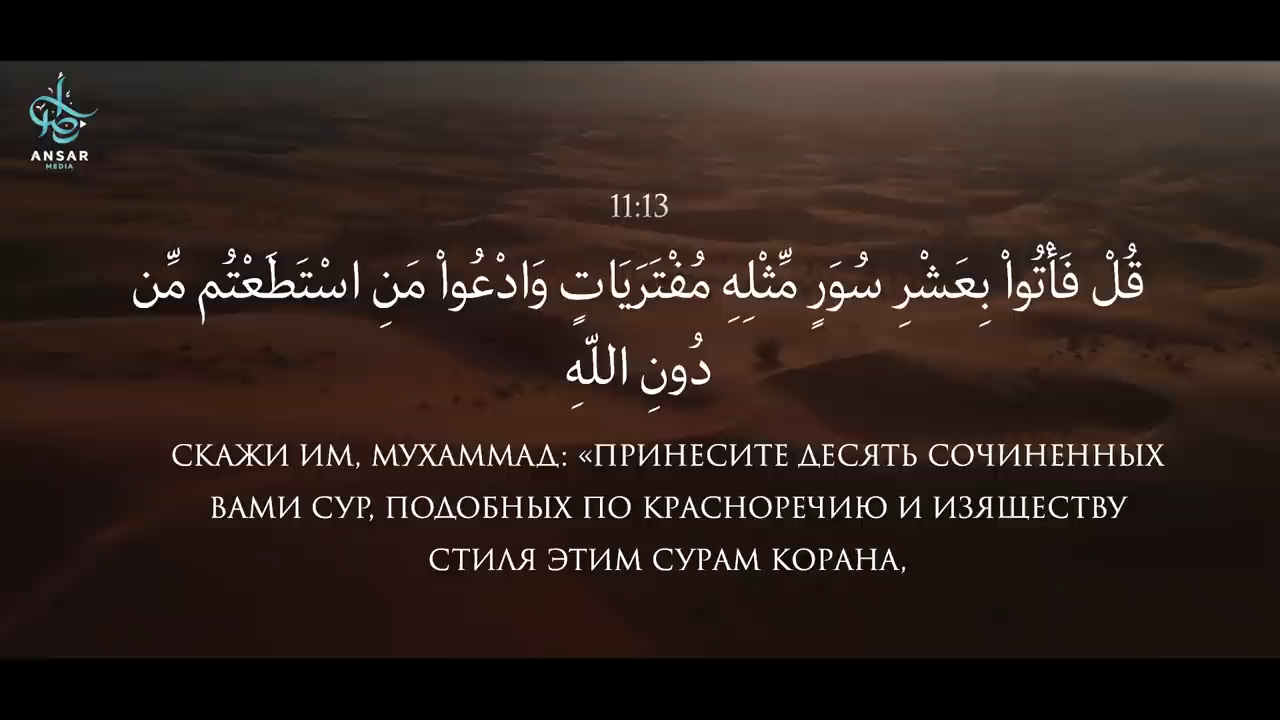 ANSAR
MEDIA
11:13
قُلْ فَأْتُواْ بِعَشْرِ سُوَرٍ مِّثْلِهِ مُفْتَرَيَاتٍ وَادْعُواْ مَنِ اسْتَطَعْتُم مِّن
دُونِ اللّهِ
СКАЖИ ИМ, МУХАММАД: «ПРИНЕСИТЕ ДЕСЯТЬ СОЧИНЕННЫХ
ВАМИ СУР, ПОДОБНЫХ ПО КРАСНОРЕЧИЮ И ИЗЯЩЕСТВУ
СТИЛЯ ЭТИМ СУРАМ КОРАНА,